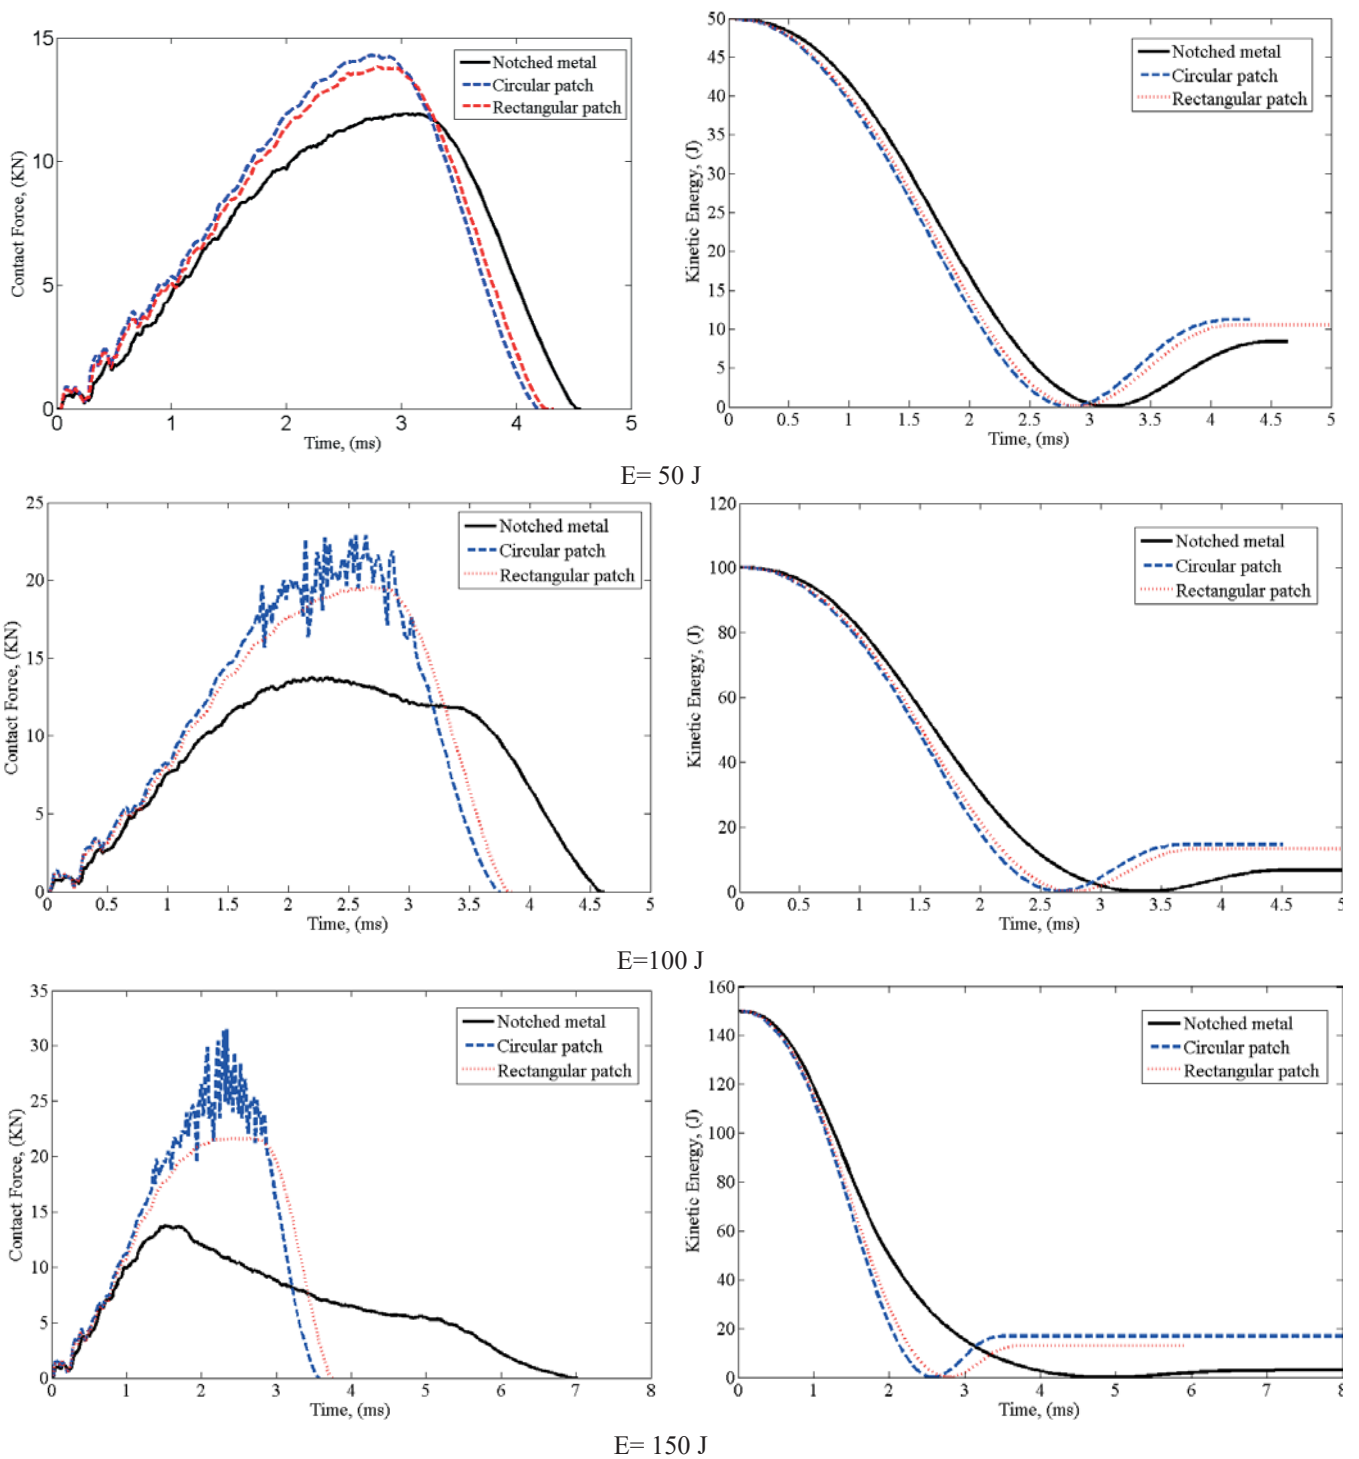 15
10
5
0
Contact Force, (KN)
0 1 2 3 4 5
Time, (ms)
Notched metal
Circular patch
Rectangular patch
50
45
40
35
30
25
20
15
10
5
0
Kinetic Energy, (J)
0 0.5 1 1.5 2 2.5 3 3.5 4 4.5 5
Time, (ms)
Notched metal
Circular patch
Rectangular patch
E= 50 J
25
20
15
10
5
0
Contact Force, (KN)
0 0.5 1 1.5 2 2.5 3 3.5 4 4.5 5
Time, (ms)
Notched metal
Circular patch
Rectangular patch
120
100
80
60
40
20
0
Kinetic Energy, (J)
0 0.5 1 1.5 2 2.5 3 3.5 4 4.5 5
Time, (ms)
Notched metal
Circular patch
Rectangular patch
E=100 J
35
30
25
20
15
10
5
0
Contact Force, (KN)
0 1 2 3 4 5 6 7 8
Time, (ms)
Notched metal
Circular patch
Rectangular patch
160
140
120
100
80
60
40
20
0
Kinetic Energy, (J)
0 1 2 3 4 5 6 7 8
Time, (ms)
Notched metal
Circular patch
Rectangular patch
E= 150 J